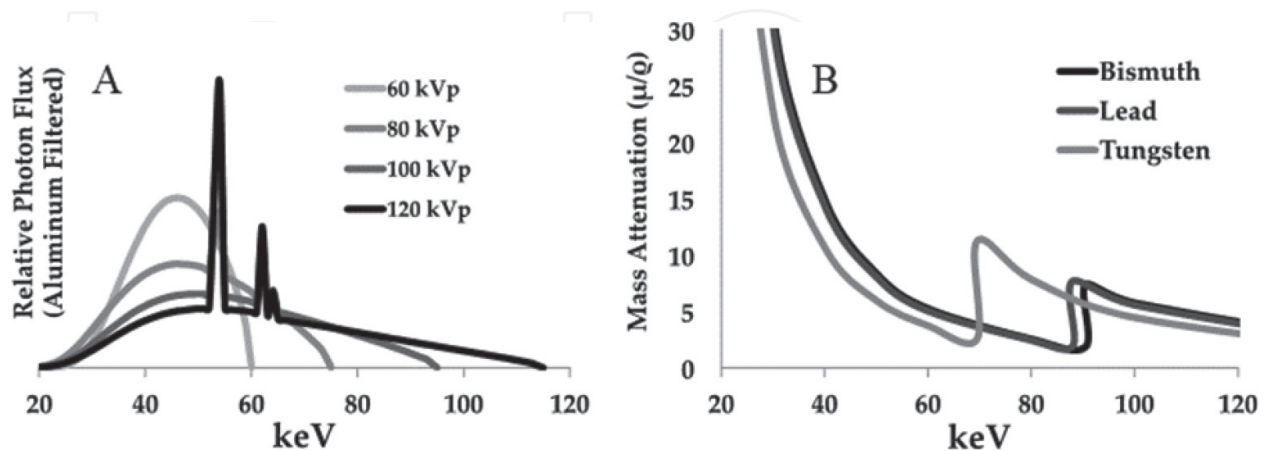 A
Relative Photon Flux
(Aluminum Filtered)
60 kVp
80 kVp
100 kVp
120 kVp
20 40 60 80 100 120
keV
B
Mass Attenuation (μ/ϱ)
30
25
20
15
10
5
0
Bismuth
Lead
Tungsten
20 40 60 80 100 120
keV